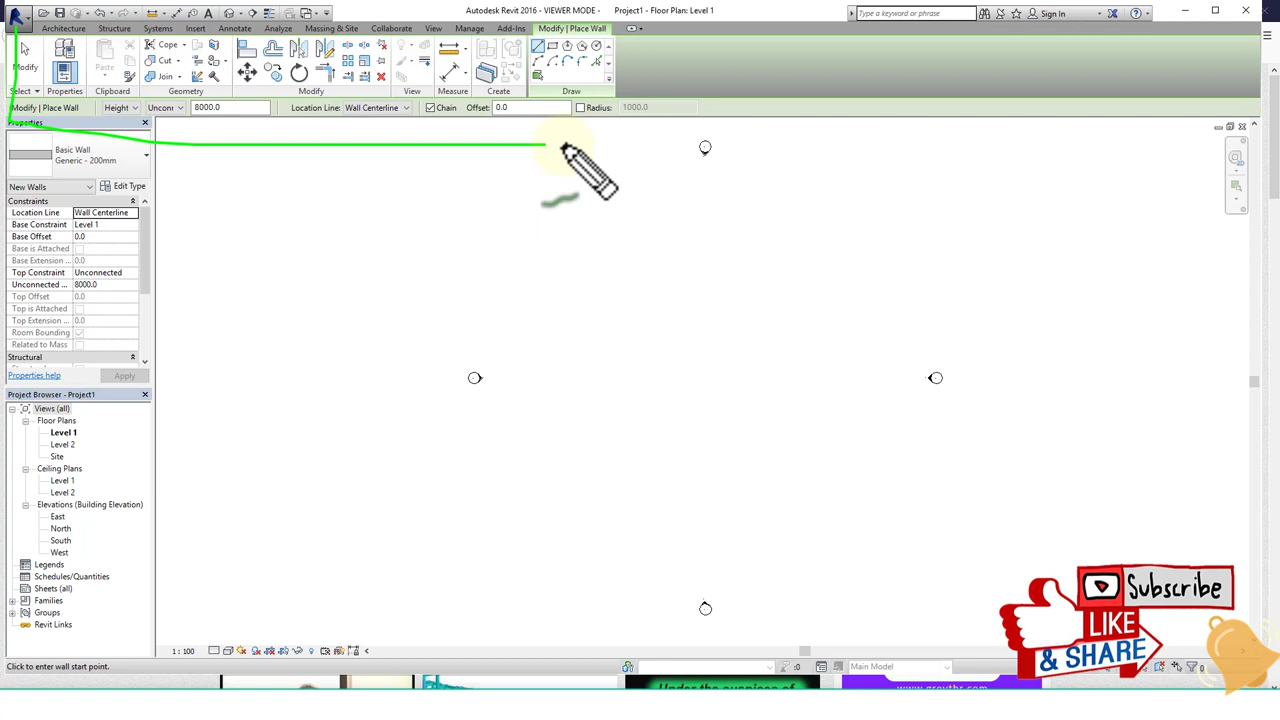 Autodesk Revit 2016 - VIEWER MODE - Project1 - Floor Plan: Level 1
Type a keyword or phrase
Sign In
Architecture Structure Systems Insert Annotate Analyze Massing & Site Collaborate View Manage Add-Ins Modify | Place Wall
Modify
Paste
Cope
Cut
Join
Select Properties Clipboard Geometry Modify View Measure Create Draw
Modify | Place Wall Height Unconn 8000.0 Location Line: Wall Centerline Chain Offset: 0.0 Radius: 1000.0
Properties
Basic Wall
Generic - 200mm
New Walls Edit Type
Constraints
Location Line Wall Centerline
Base Constraint Level 1
Base Offset 0.0
Base is Attached
Base Extension ... 0.0
Top Constraint Unconnected
Unconnected ... 8000.0
Top Offset 0.0
Top is Attached
Top Extension ... 0.0
Room Bounding
Related to Mass
Structural
Properties help Apply
Project Browser - Project1
Views (all)
Floor Plans
Level 1
Level 2
Site
Ceiling Plans
Level 1
Level 2
Elevations (Building Elevation)
East
North
South
West
Legends
Schedules/Quantities
Sheets (all)
Families
Groups
Revit Links
Subscribe
LIKE
& SHARE
1 : 100
Click to enter wall start point.
:0 Main Model :0
Under the auspices of